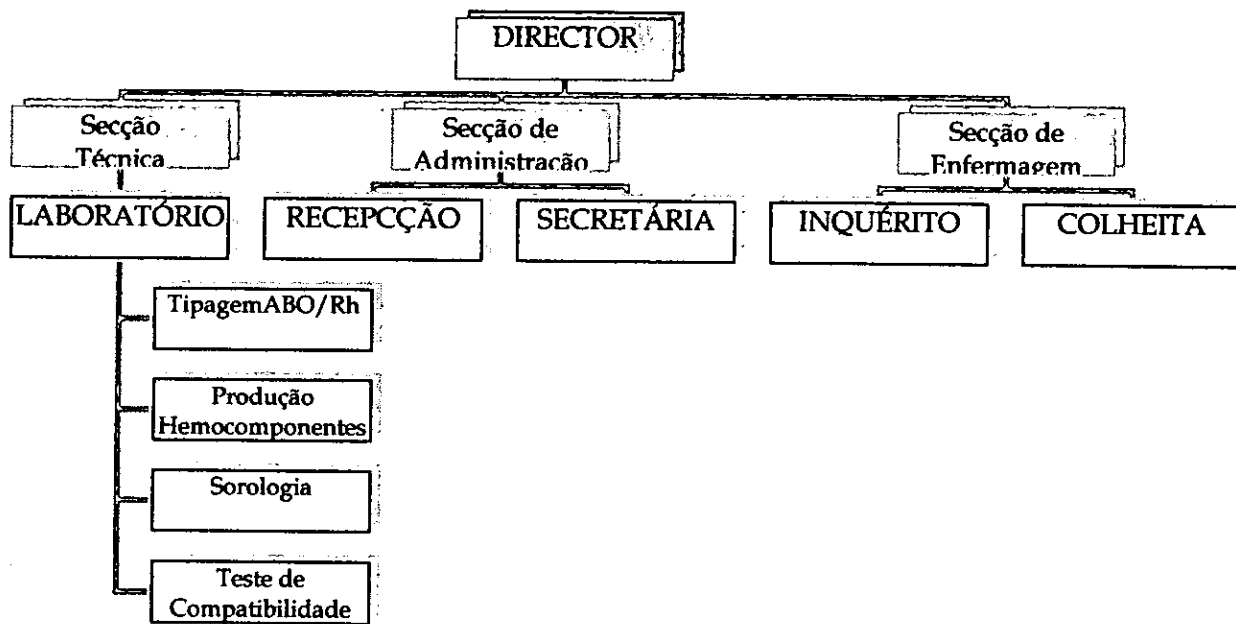 DIRECTOR
Secção
Técnica
Secção de
Administração
Secção de
Enfermagem
LABORATÓRIO
RECEPCÇÃO
SECRETÁRIA
INQUÉRITO
COLHEITA
TipagemABO/Rh
Produção
Hemocomponentes
Sorologia
Teste de
Compatibilidade